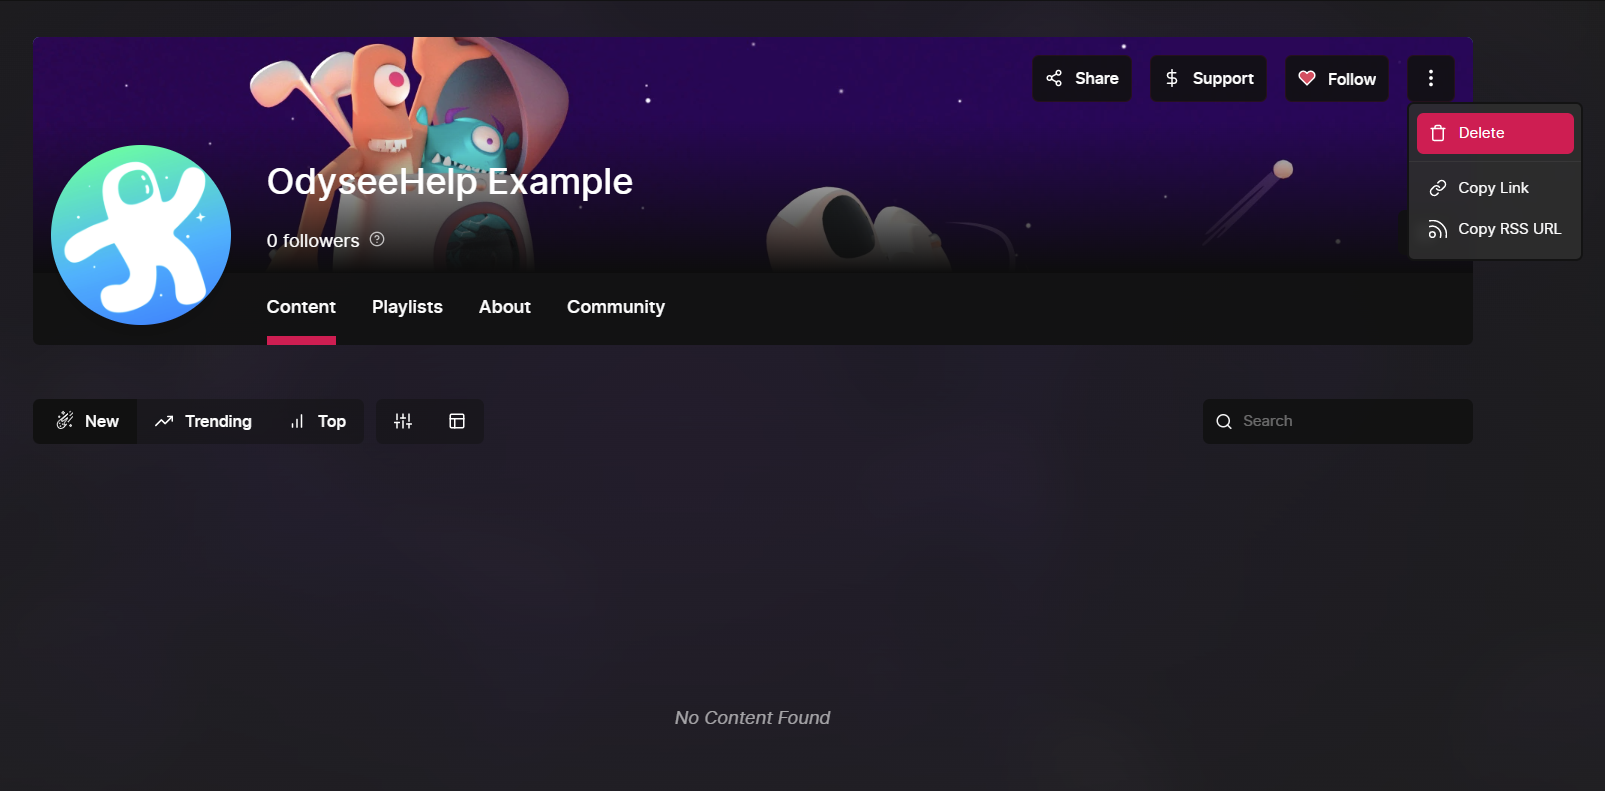 Share
Support
Follow
Delete
Copy Link
Copy RSS URL
OdyseeHelp Example
0 followers
Content Playlists About Community
New Trending Top
Search
No Content Found